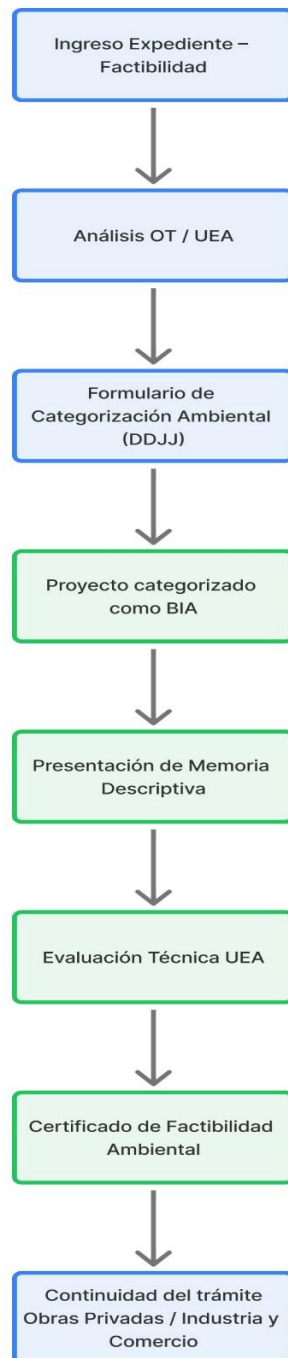 Ingreso Expediente –
Factibilidad
Análisis OT / UEA
Formulario de
Categorización Ambiental
(DDJJ)
Proyecto categorizado
como BIA
Presentación de Memoria
Descriptiva
Evaluación Técnica UEA
Certificado de Factibilidad
Ambiental
Continuidad del trámite
Obras Privadas / Industria y
Comercio